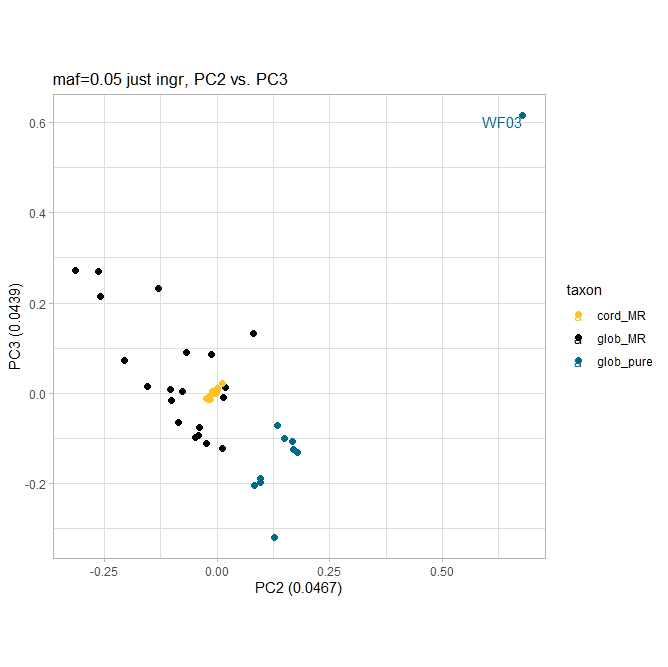 maf=0.05 just ingr, PC2 vs. PC3
0.6
WF03
0.4
0.2
0.0
-0.2
PC3 (0.0439)
-0.25
0.00
0.25
0.50
PC2 (0.0467)
taxon
a cord_MR
a glob_MR
a glob_pure